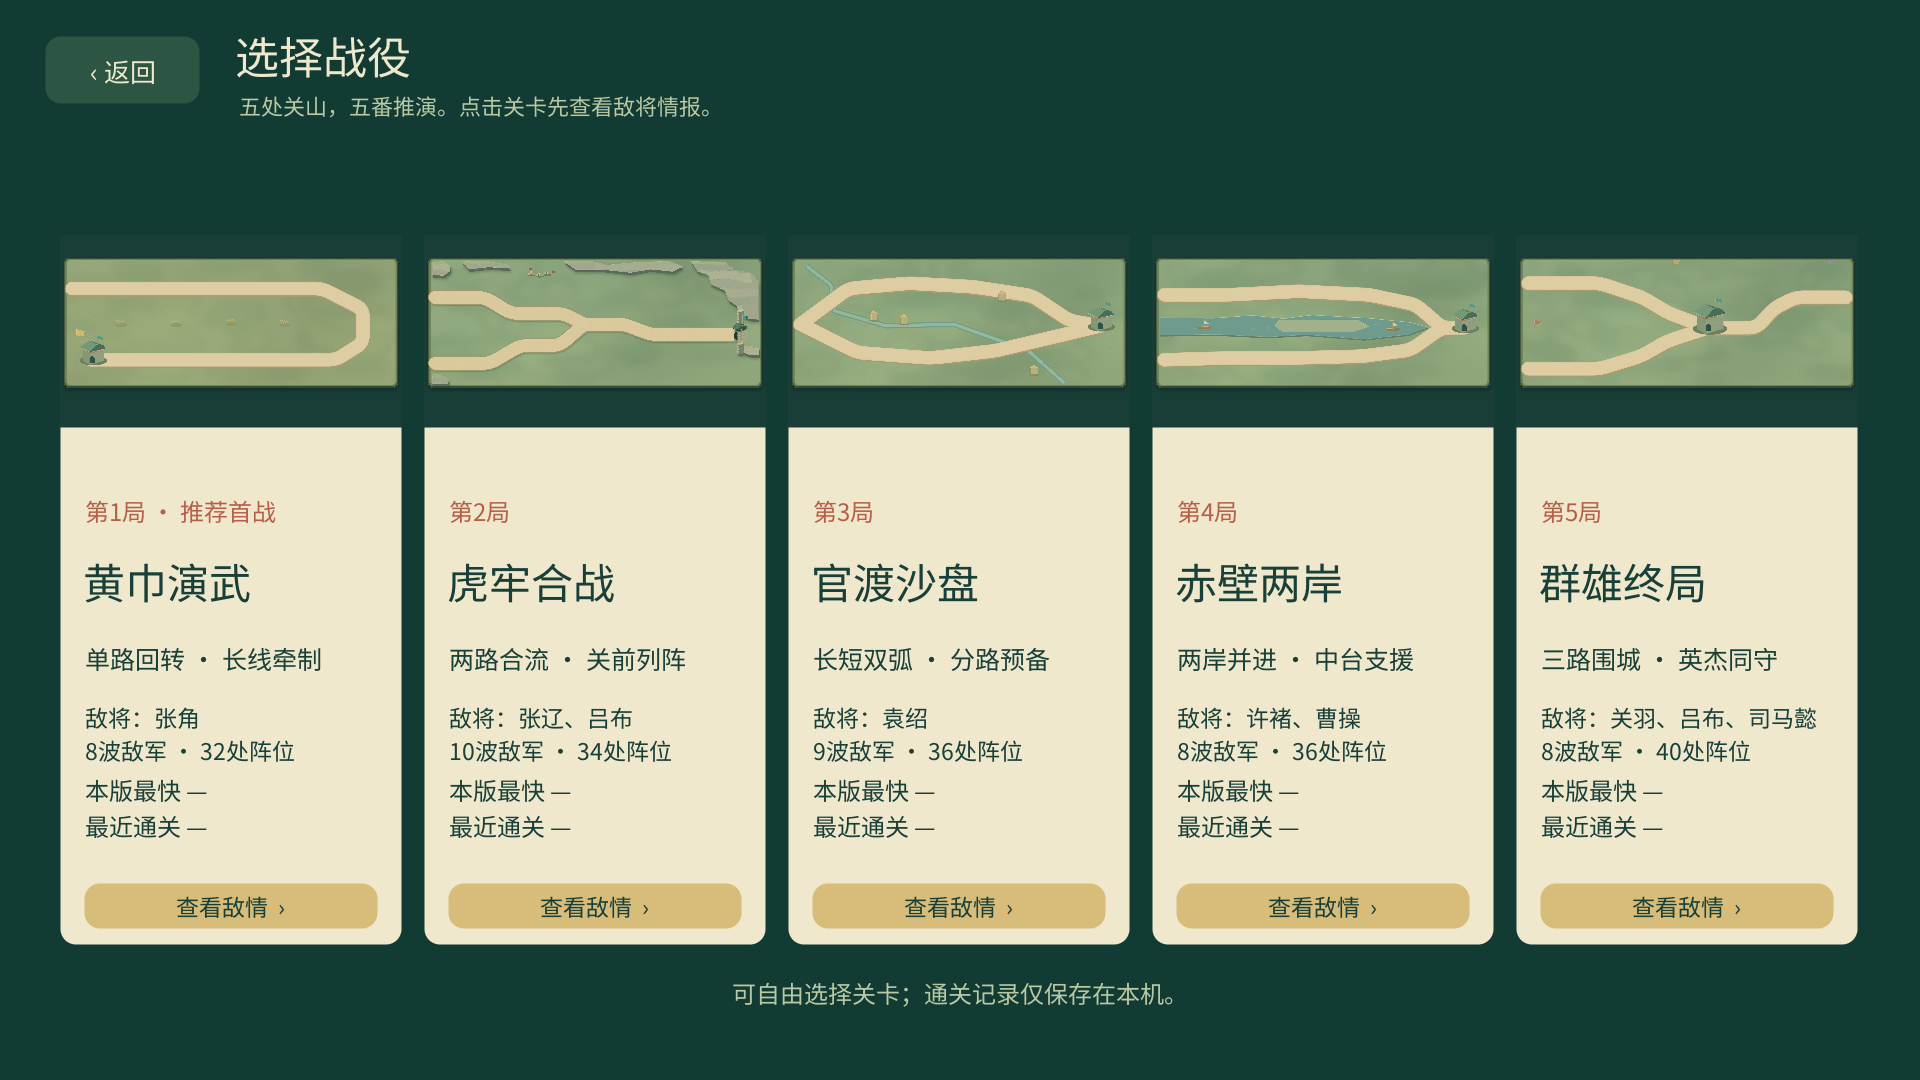 ‹ 返回
选择战役
五处关山，五番推演。点击关卡先查看敌将情报。
第1局 · 推荐首战
黄巾演武
单路回转 · 长线牵制
敌将：张角
8波敌军 · 32处阵位
本版最快 —
最近通关 —
查看敌情 ›
第2局
虎牢合战
两路合流 · 关前列阵
敌将：张辽、吕布
10波敌军 · 34处阵位
本版最快 —
最近通关 —
查看敌情 ›
第3局
官渡沙盘
长短双弧 · 分路预备
敌将：袁绍
9波敌军 · 36处阵位
本版最快 —
最近通关 —
查看敌情 ›
第4局
赤壁两岸
两岸并进 · 中台支援
敌将：许褚、曹操
8波敌军 · 36处阵位
本版最快 —
最近通关 —
查看敌情 ›
第5局
群雄终局
三路围城 · 英杰同守
敌将：关羽、吕布、司马懿
8波敌军 · 40处阵位
本版最快 —
最近通关 —
查看敌情 ›
可自由选择关卡；通关记录仅保存在本机。